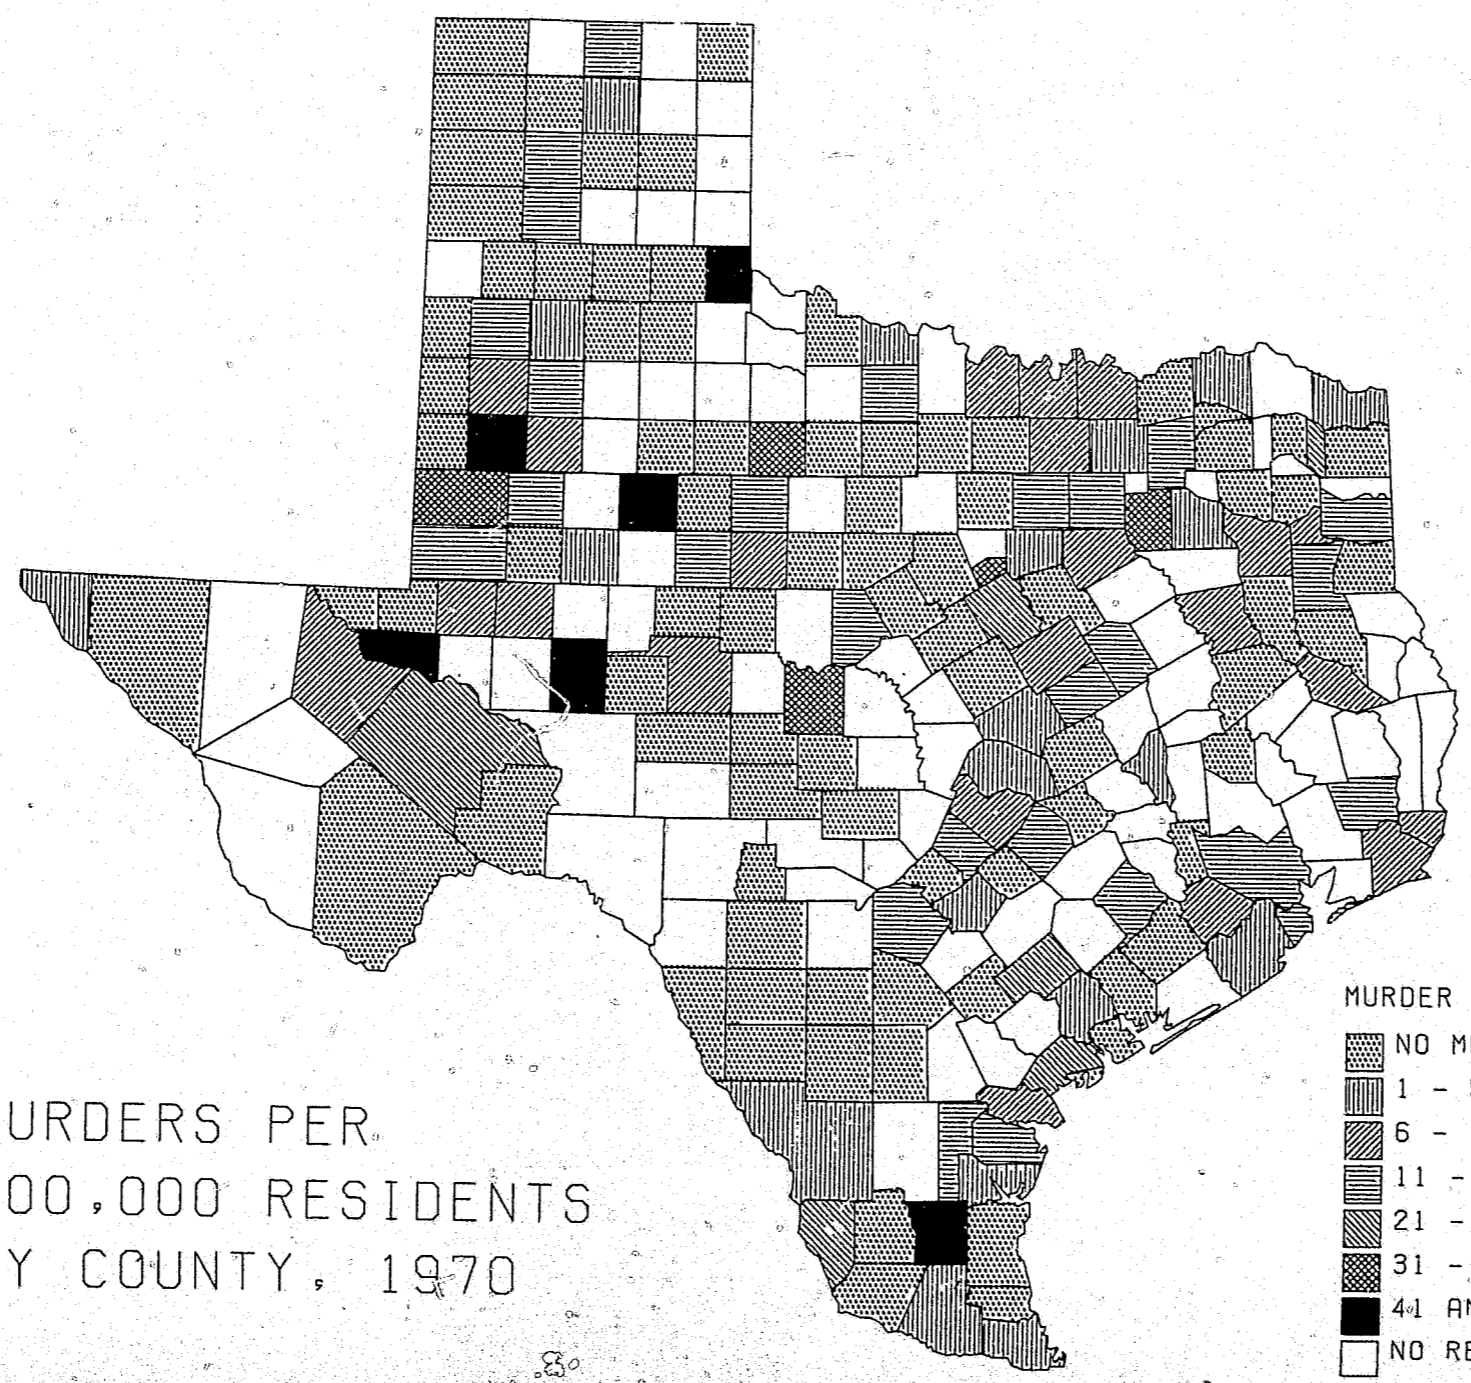 URDERS PER
00,000 RESIDENTS
Y COUNTY, 1970
MURDER
NO M
1 -
6 -
11 -
21 -
31 -
41 AN
NO RE